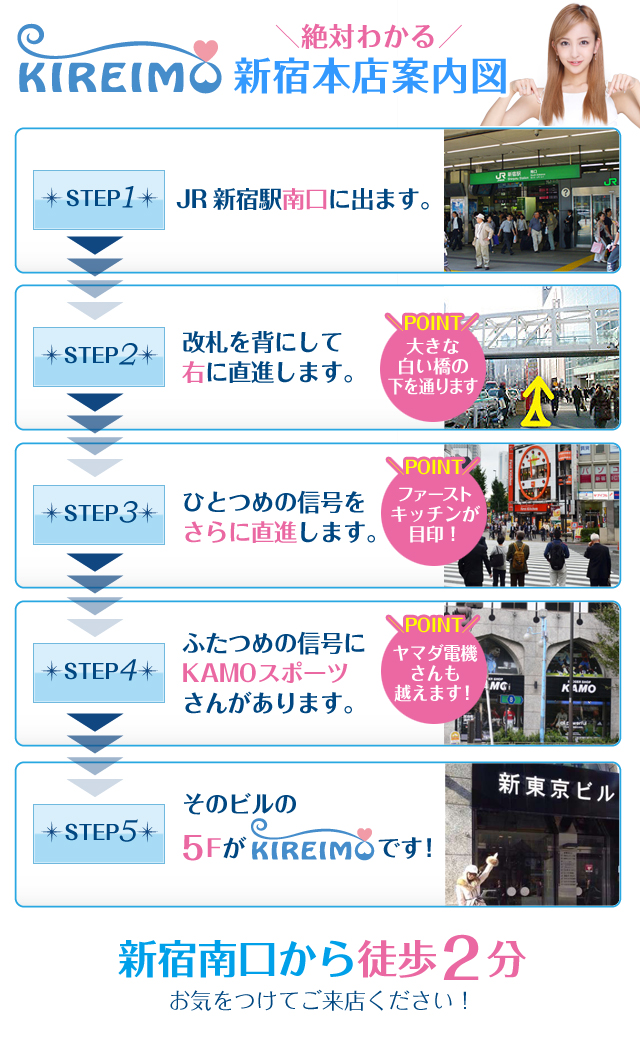 ＼絶対わかる／
KIREIMO 新宿本店案内図
STEP1
JR 新宿駅南口に出ます。
JR 新宿駅 南口
?
JR
STEP2
改札を背にして
右に直進します。
POINT
大きな
白い橋の
下を通ります
STEP3
ひとつめの信号を
さらに直進します。
POINT
ファースト
キッチンが
目印！
STEP4
ふたつめの信号に
KAMOスポーツ
さんがあります。
POINT
ヤマダ電機
さんも
越えます！
KAMO
STEP5
そのビルの
5FがKIREIMOです！
新東京ビル
新宿南口から徒歩2分
お気をつけてご来店ください！